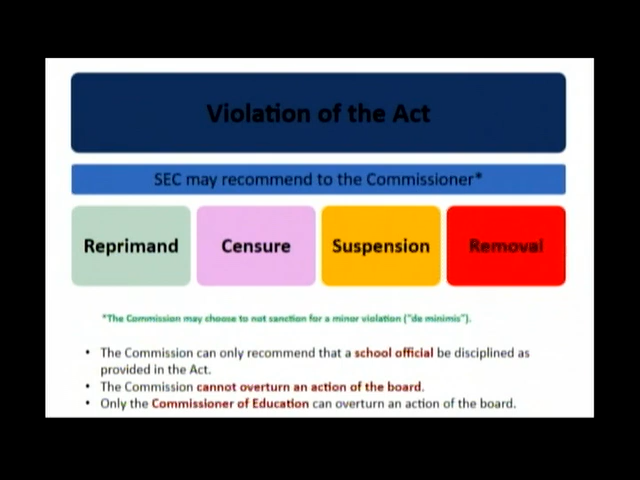 Violation of the Act
SEC may recommend to the Commissioner*
Reprimand
Censure
Suspension
Removal
*The Commission may choose to not sanction for a minor violation ("de minimis").
• The Commission can only recommend that a school official be disciplined as
provided in the Act.
• The Commission cannot overturn an action of the board.
• Only the Commissioner of Education can overturn an action of the board.